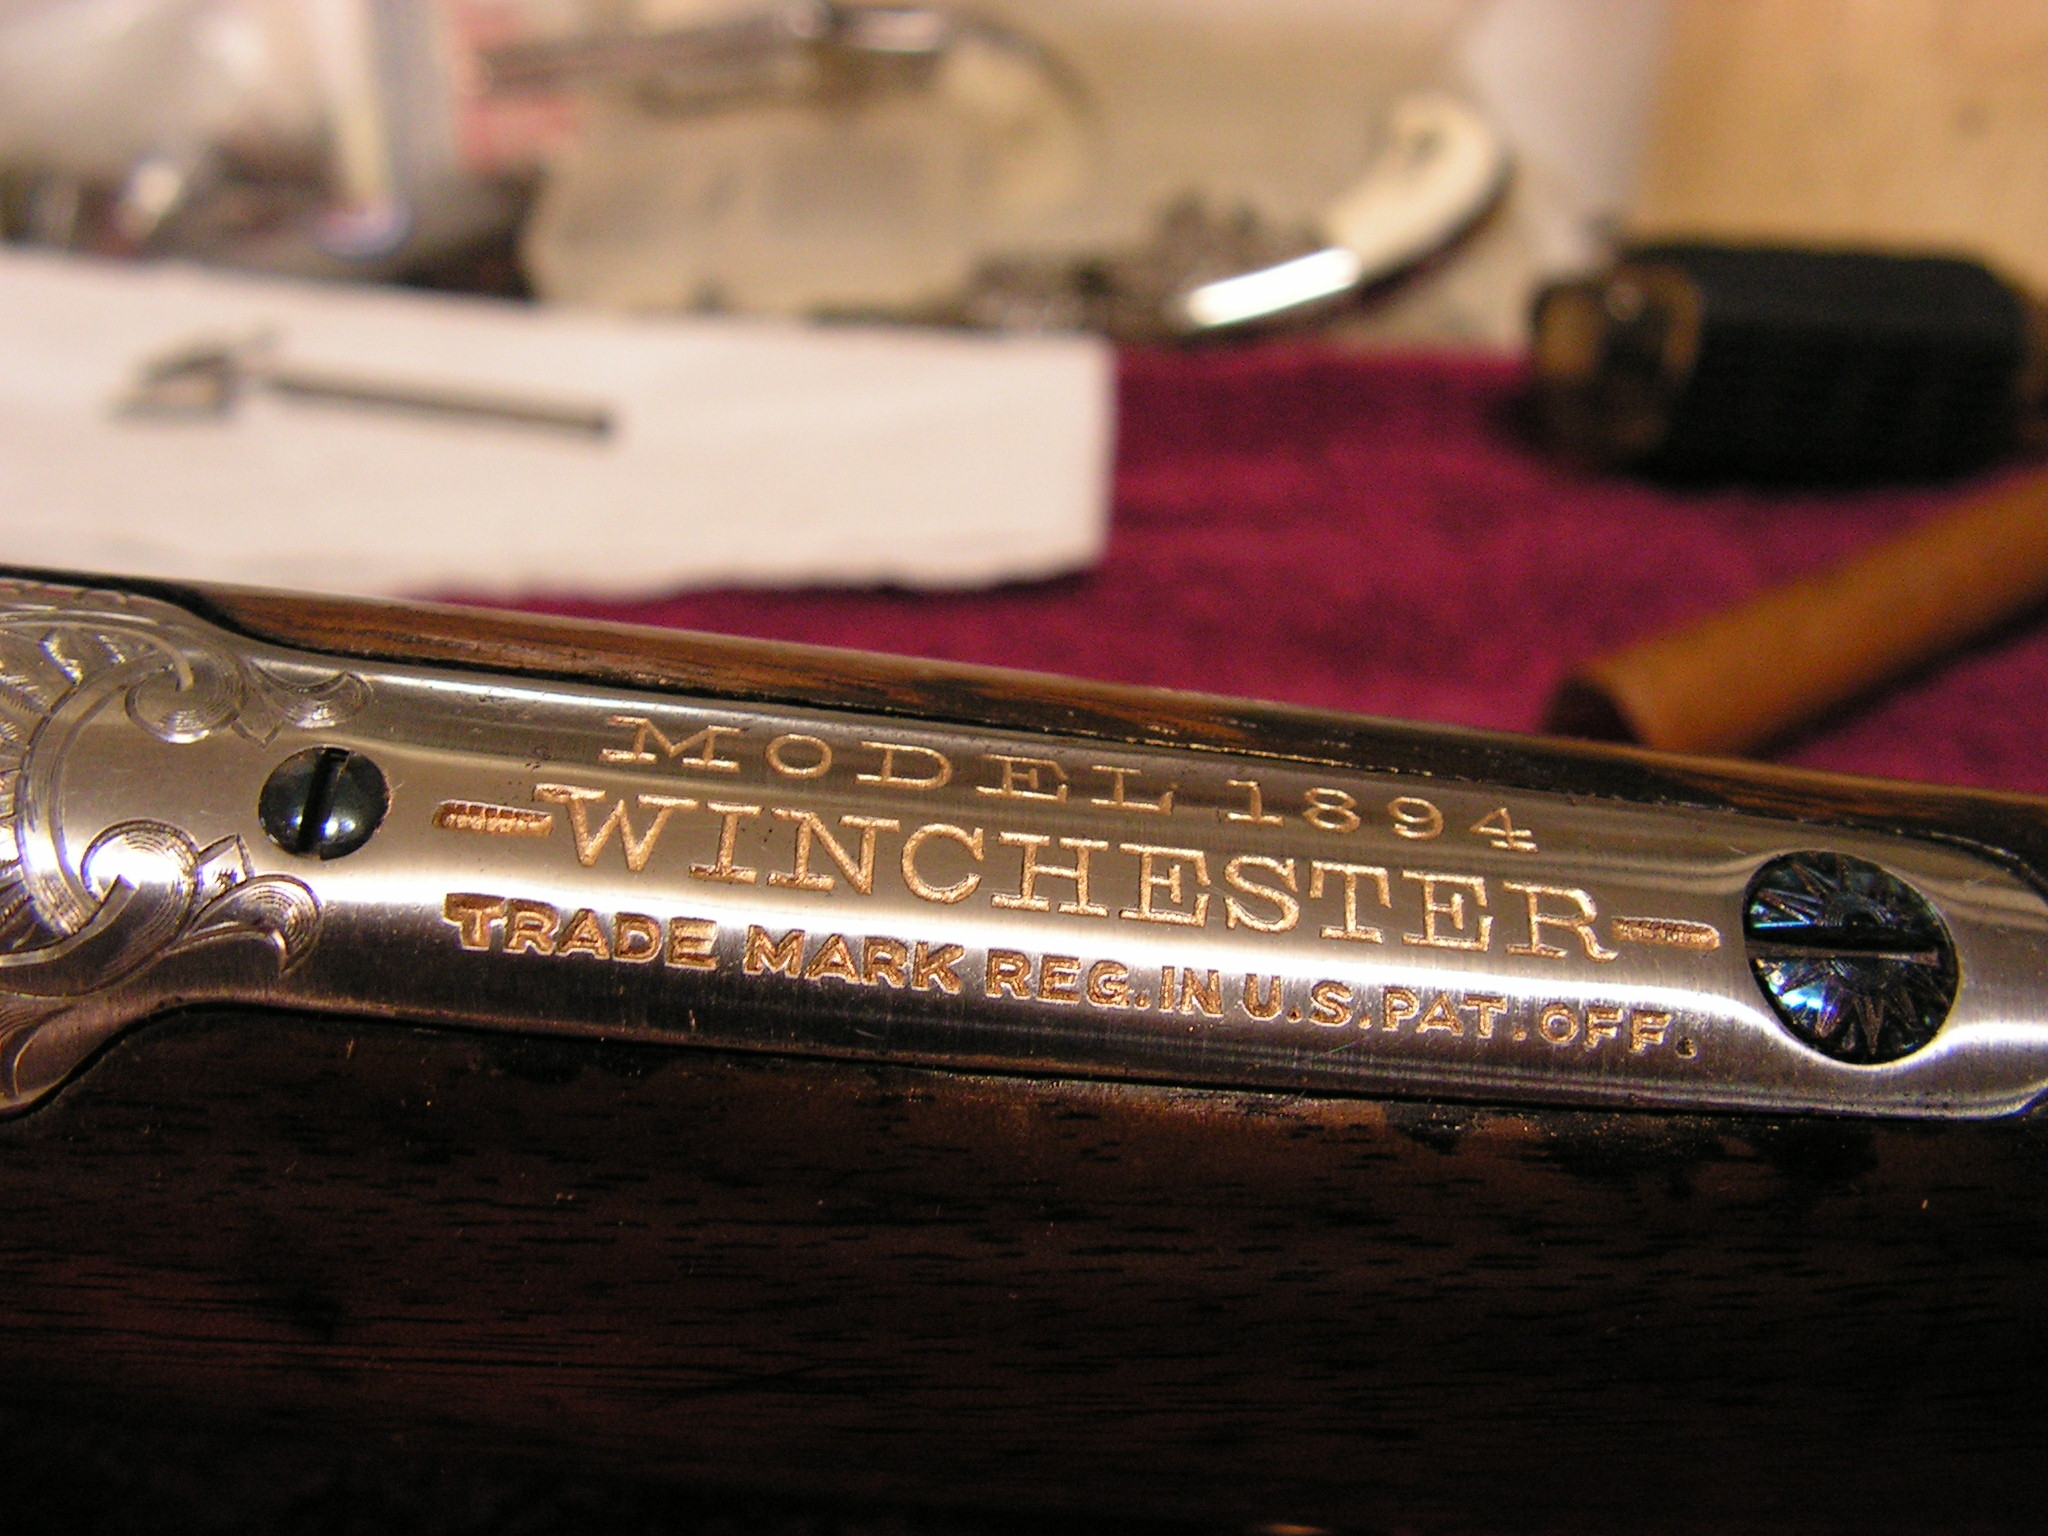 MODEL 1894
-WINCHESTER-
TRADE MARK REG. IN U.S. PAT. OFF.